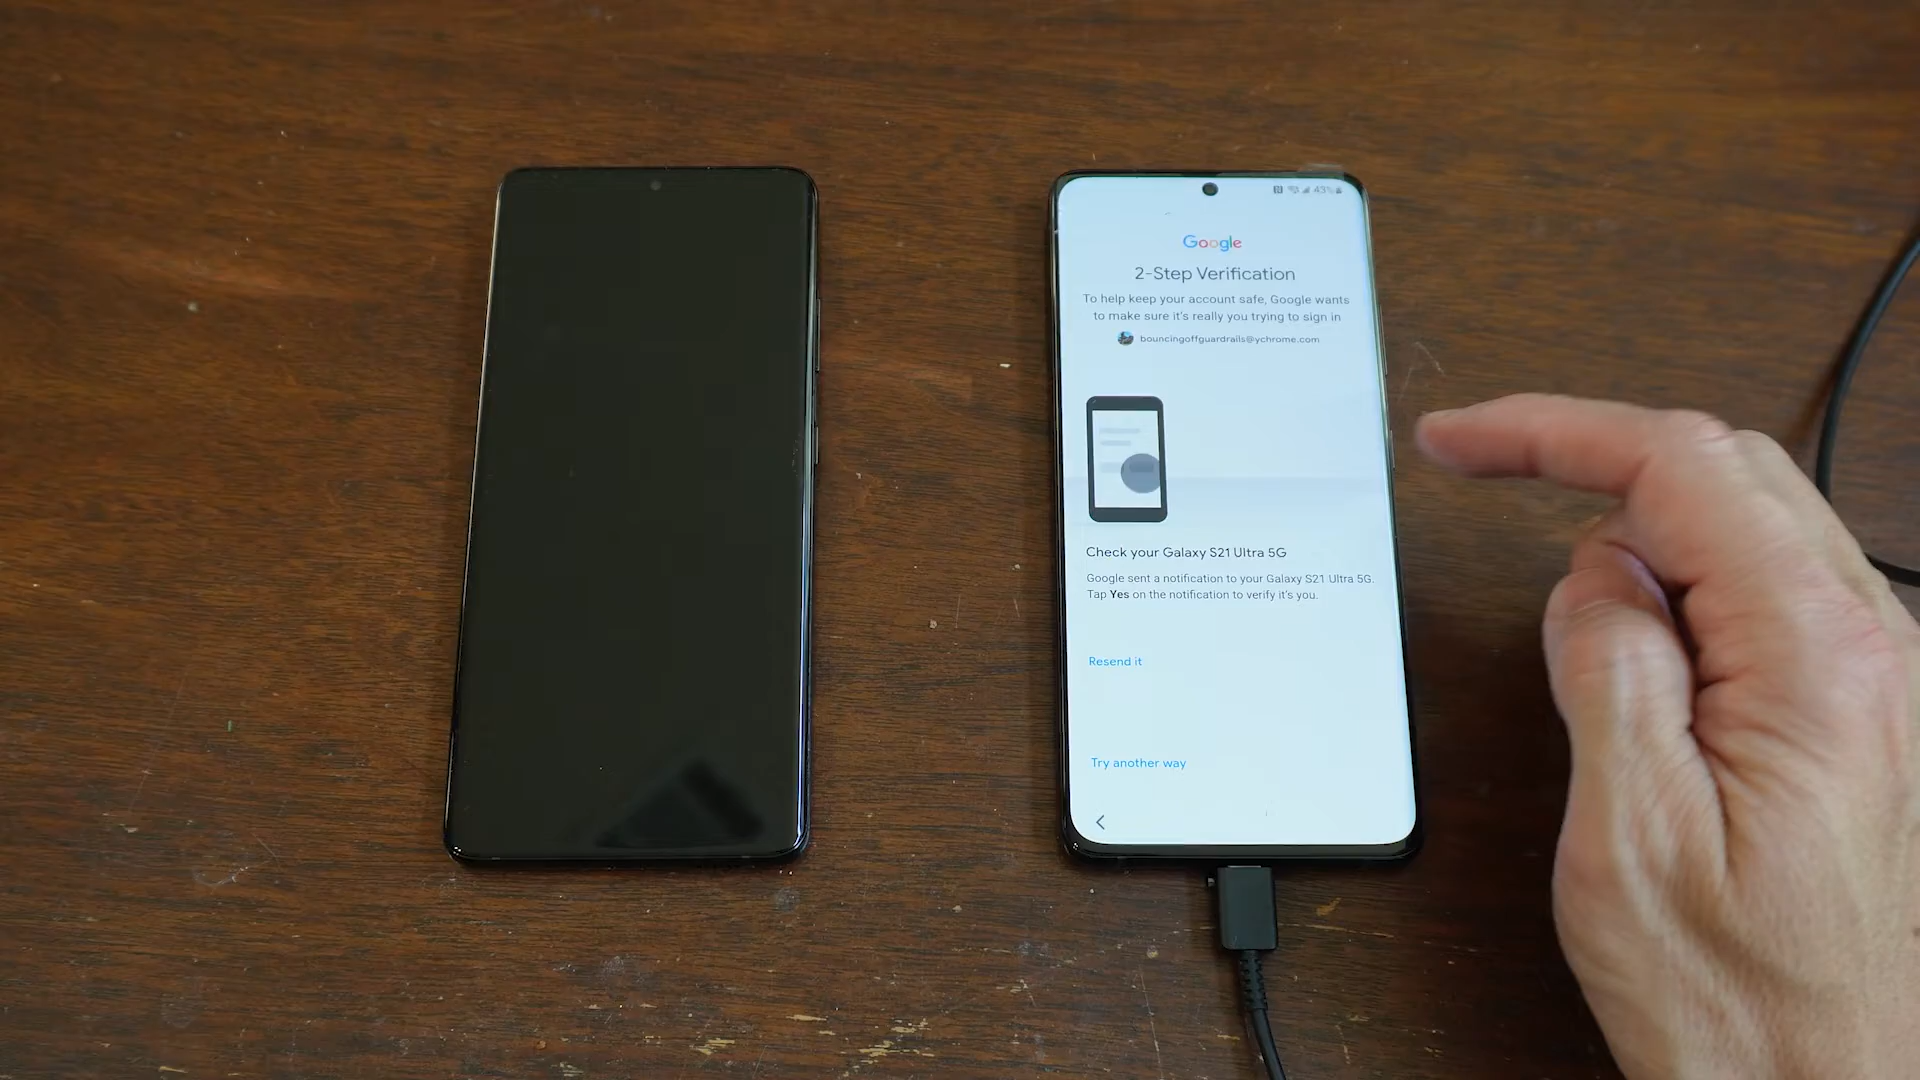 43%
Google
2-Step Verification
To help keep your account safe, Google wants
to make sure it's really you trying to sign in
bouncingoffguardrails@ychrome.com
Check your Galaxy S21 Ultra 5G
Google sent a notification to your Galaxy S21 Ultra 5G.
Tap Yes on the notification to verify it's you.
Resend it
Try another way